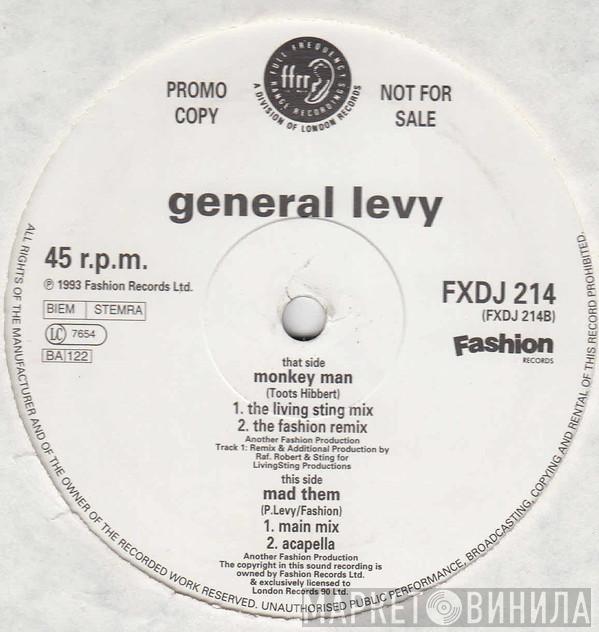 FULL FREQUENCY
RANGE RECORDINGS
ffrr
A DIVISION OF LONDON RECORDS
PROMO
COPY
NOT FOR
SALE
general levy
45 r.p.m.
℗ 1993 Fashion Records Ltd.
BIEM STEMRA
LC 7654
BA 122
FXDJ 214
(FXDJ 214B)
Fashion
RECORDS
that side
monkey man
(Toots Hibbert)
1. the living sting mix
2. the fashion remix
Another Fashion Production
Track 1: Remix & Additional Production by
Raf. Robert & Sting for
LivingSting Productions
this side
mad them
(P.Levy/Fashion)
1. main mix
2. acapella
Another Fashion Production
The copyright in this sound recording is
owned by Fashion Records Ltd.
& exclusively licensed to
London Records 90 Ltd.
ALL RIGHTS OF THE MANUFACTURER AND OF THE OWNER OF THE RECORDED WORK RESERVED. UNAUTHORISED PUBLIC PERFORMANCE, BROADCASTING, COPYING AND RENTAL OF THIS RECORD PROHIBITED.
МАРКЕТ ВИНИЛА